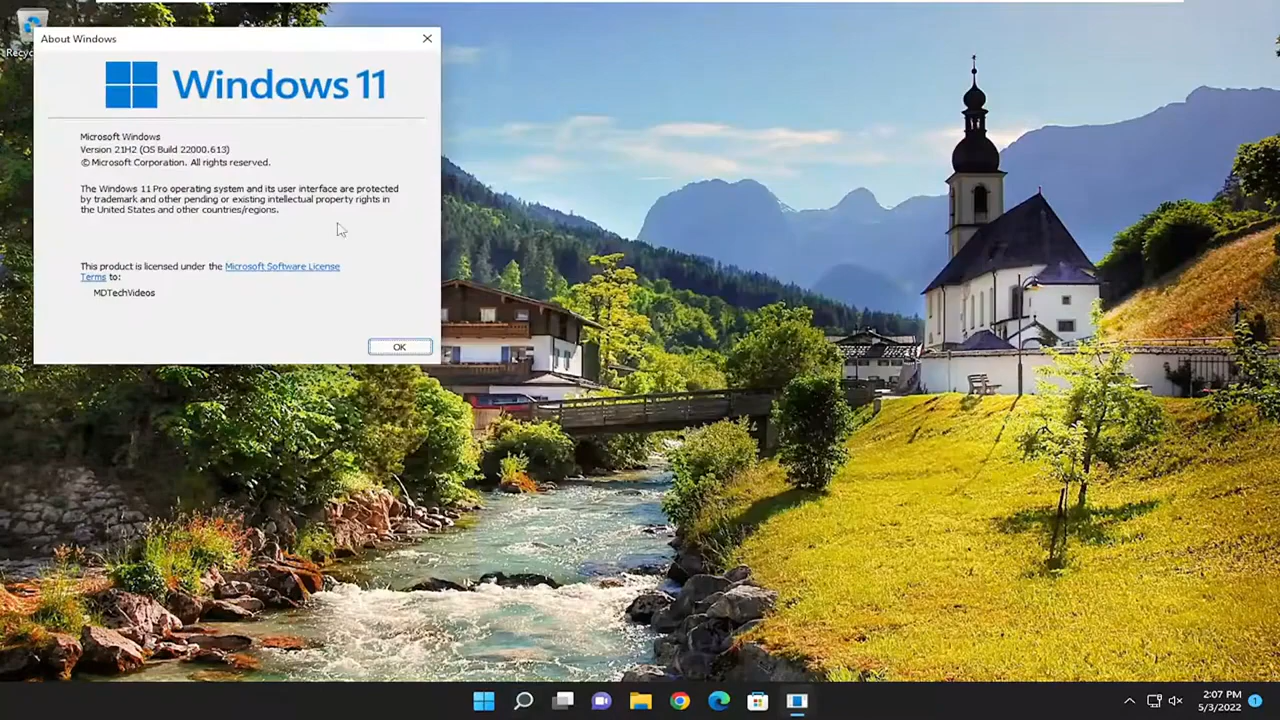 Recyc
About Windows
Windows 11
Microsoft Windows
Version 21H2 (OS Build 22000.613)
© Microsoft Corporation. All rights reserved.
The Windows 11 Pro operating system and its user interface are protected
by trademark and other pending or existing intellectual property rights in
the United States and other countries/regions.
This product is licensed under the Microsoft Software License
Terms to:
MDTechVideos
OK
2:07 PM
5/3/2022
1